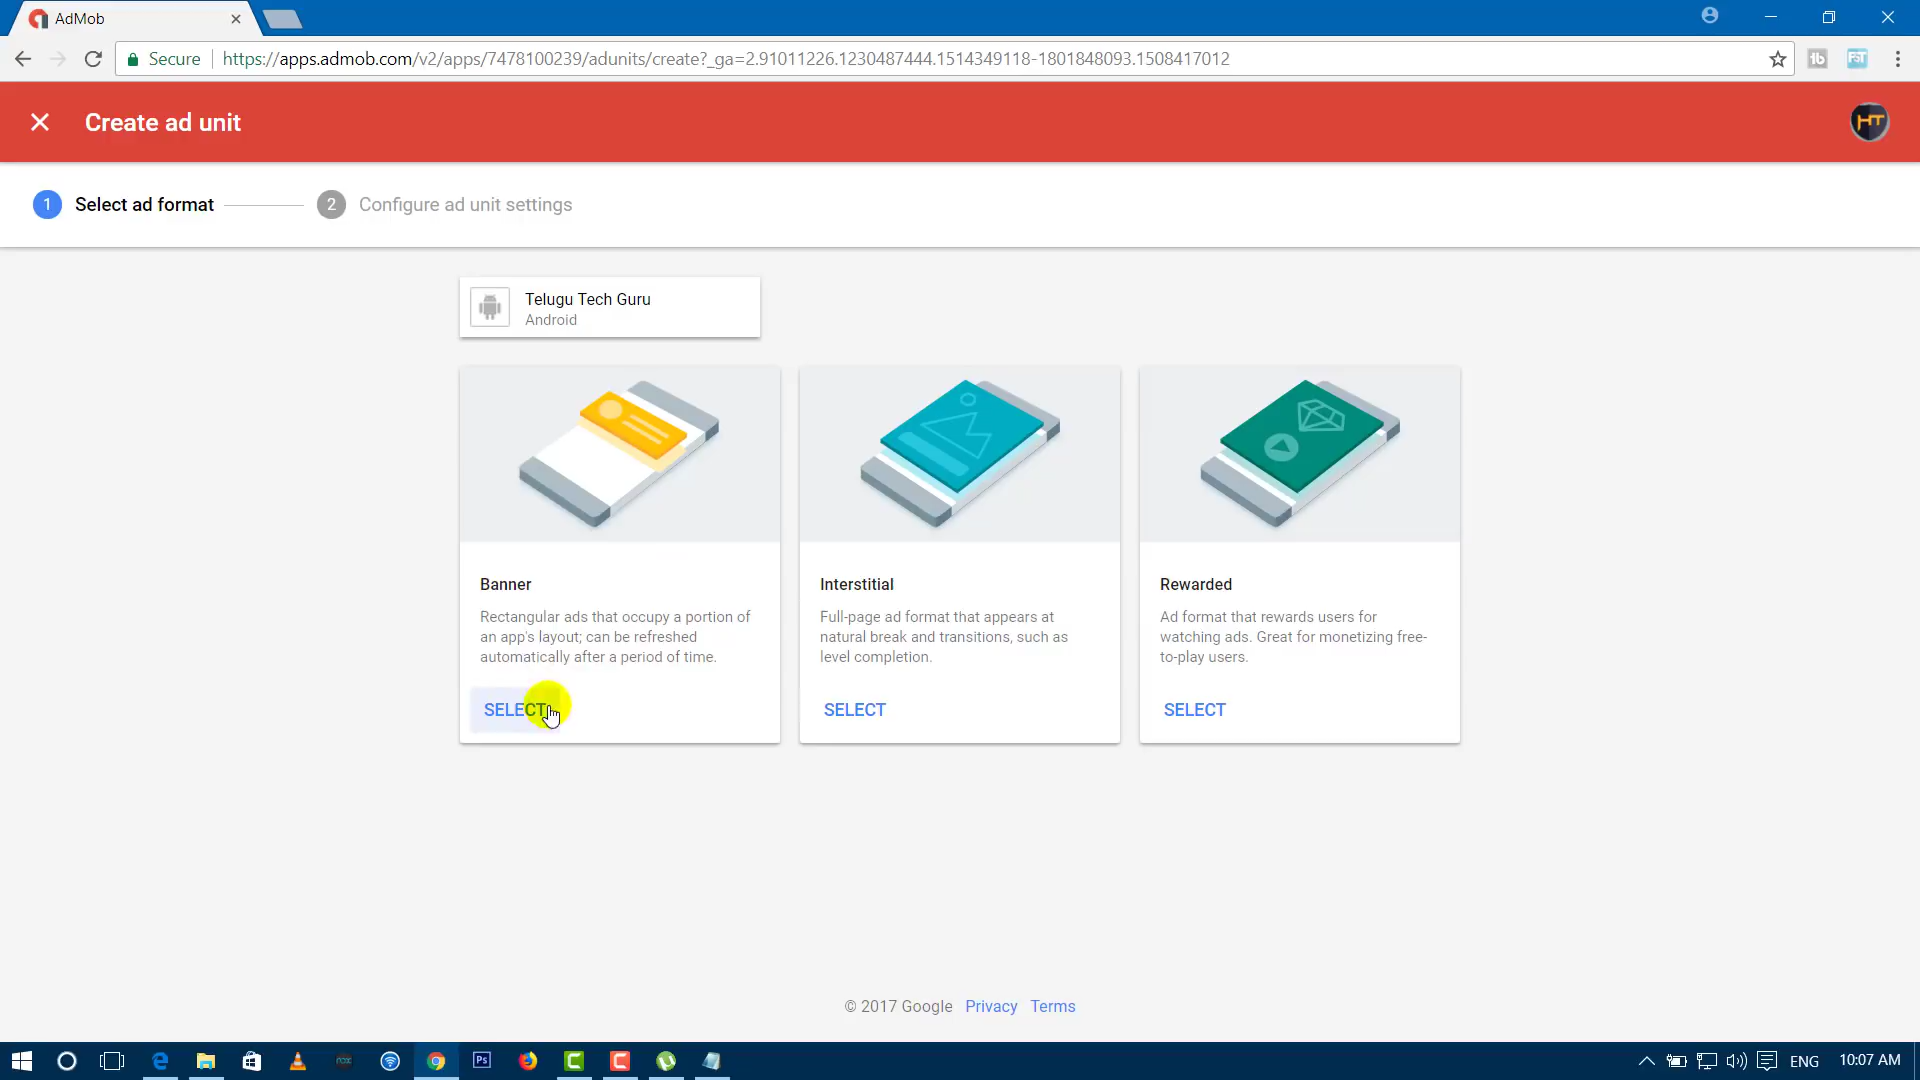 AdMob
Secure
https://apps.admob.com/v2/apps/7478100239/adunits/create?_ga=2.91011226.1230487444.1514349118-1801848093.1508417012
Create ad unit
HT
1 Select ad format
2 Configure ad unit settings
Telugu Tech Guru
Android
Banner
Rectangular ads that occupy a portion of
an app's layout; can be refreshed
automatically after a period of time.
SELECT
Interstitial
Full-page ad format that appears at
natural break and transitions, such as
level completion.
SELECT
Rewarded
Ad format that rewards users for
watching ads. Great for monetizing free-
to-play users.
SELECT
© 2017 Google Privacy Terms
Ps
ENG
10:07 AM